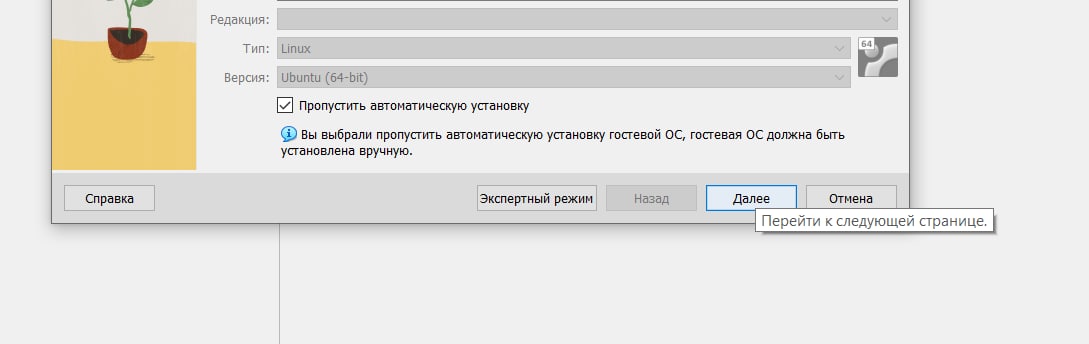 Редакция:
Тип: Linux
64
Версия: Ubuntu (64-bit)
Пропустить автоматическую установку
Вы выбрали пропустить автоматическую установку гостевой ОС, гостевая ОС должна быть
установлена вручную.
Справка Экспертный режим Назад Далее Отмена
Перейти к следующей странице.